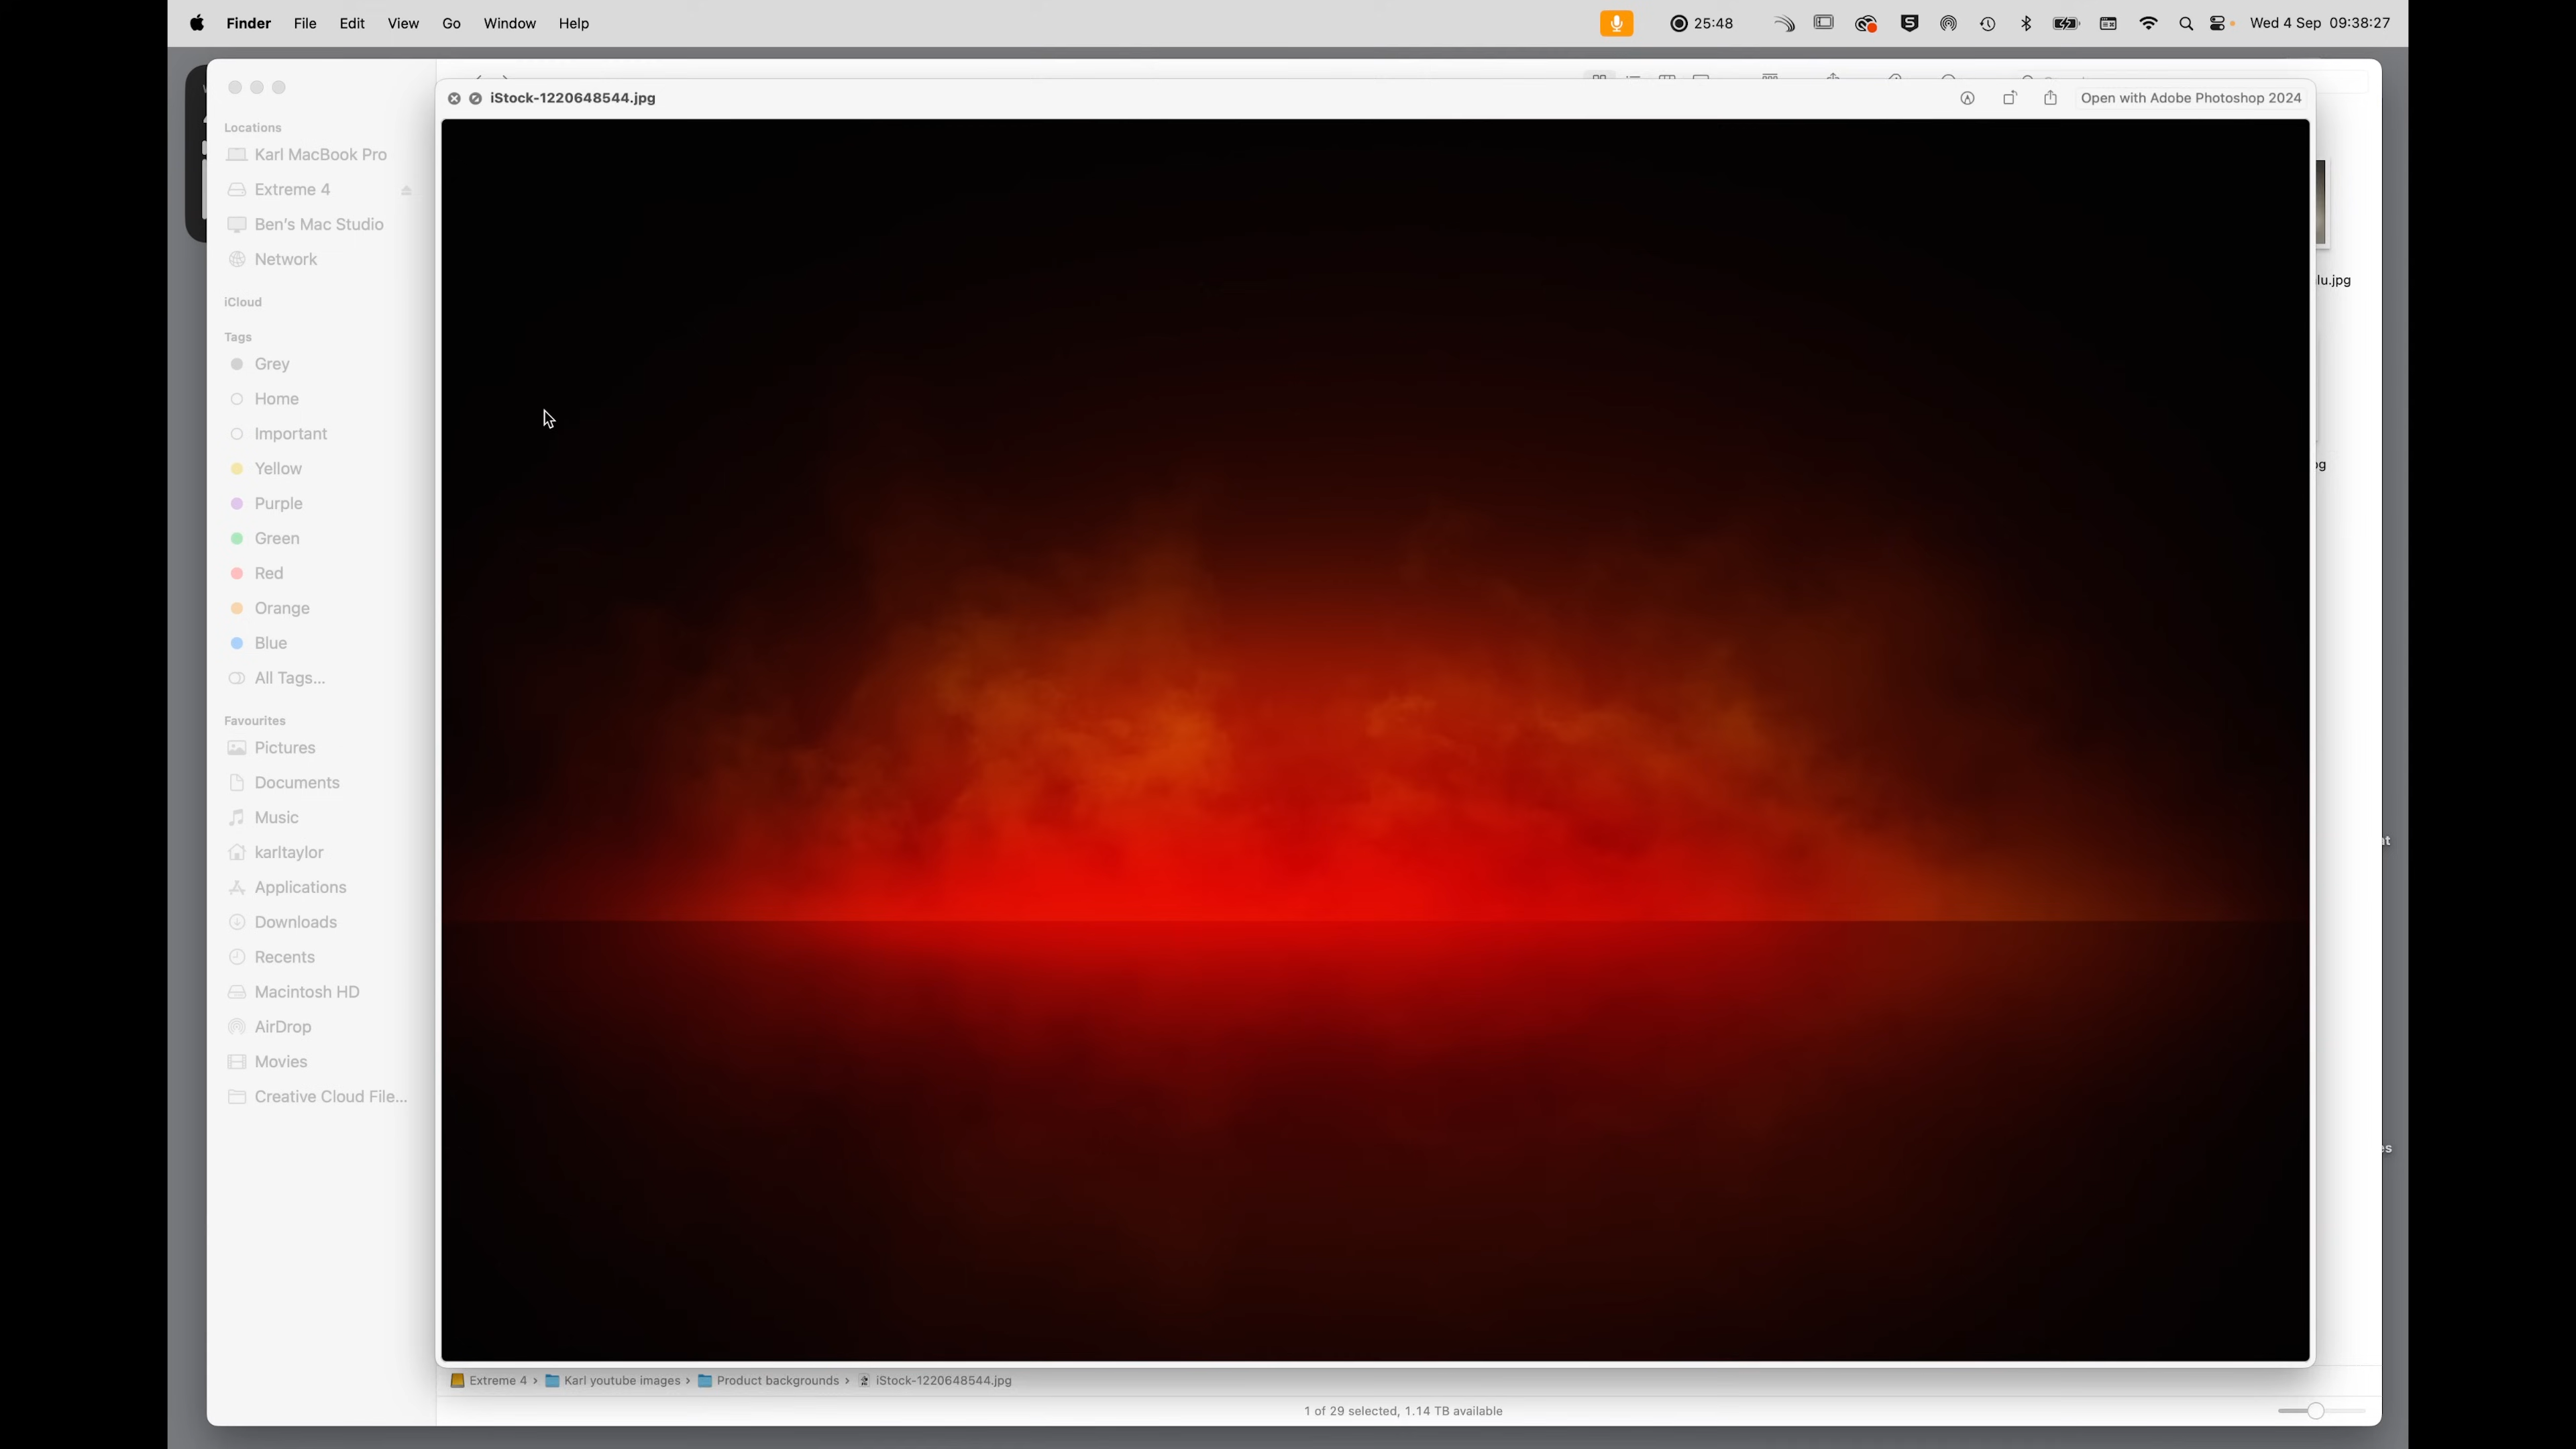 Finder File Edit View Go Window Help 25:48 Wed 4 Sep 09:38:27
iStock-1220648544.jpg Open with Adobe Photoshop 2024
Locations
Karl MacBook Pro
Extreme 4
Ben's Mac Studio
Network
iCloud
Tags
Grey
Home
Important
Yellow
Purple
Green
Red
Orange
Blue
All Tags...
Favourites
Pictures
Documents
Music
karltaylor
Applications
Downloads
Recents
Macintosh HD
AirDrop
Movies
Creative Cloud File...
lu.jpg
Extreme 4 › Karl youtube images › Product backgrounds › iStock-1220648544.jpg
1 of 29 selected, 1.14 TB available